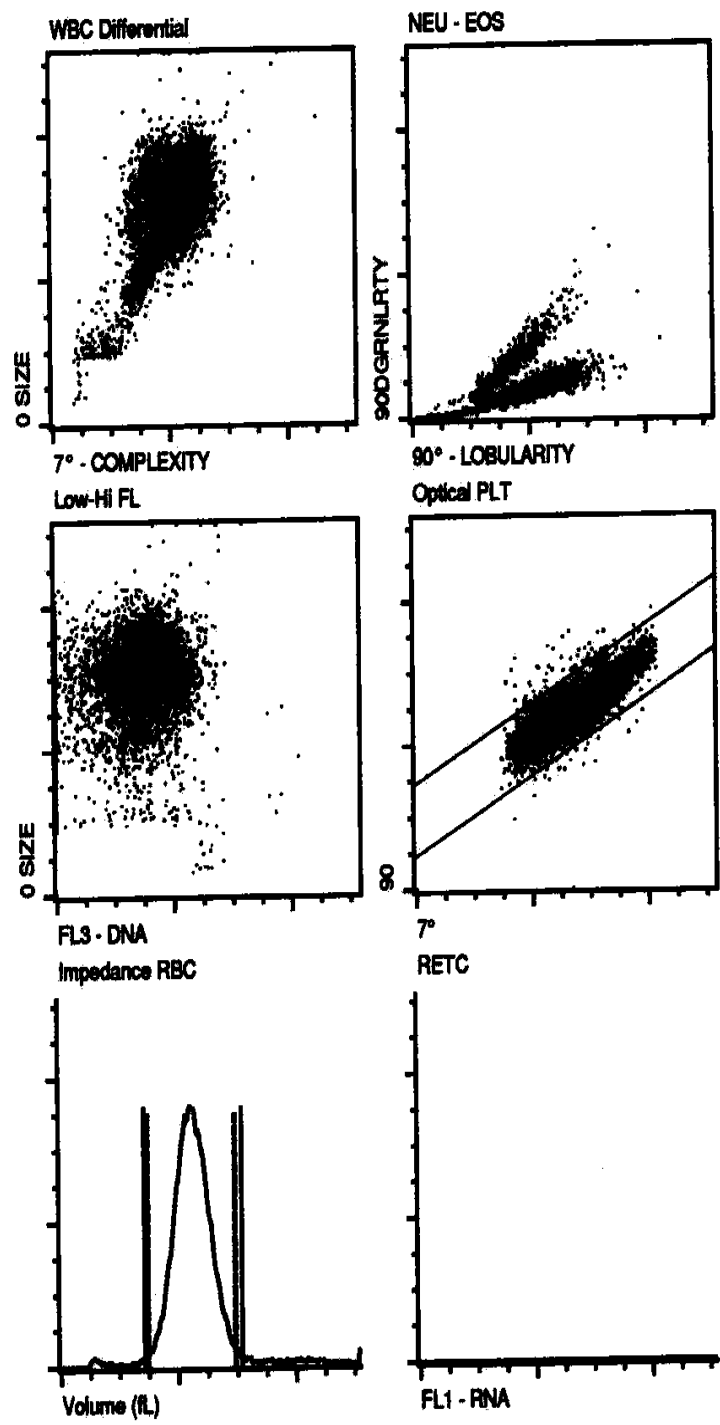 WBC Differential
NEU - EOS
0 SIZE
90DGRNLRTY
7° - COMPLEXITY
90° - LOBULARITY
Low-Hi FL
Optical PLT
0 SIZE
90
FL3 - DNA
7°
Impedance RBC
RETC
Volume (fL)
FL1 - RNA